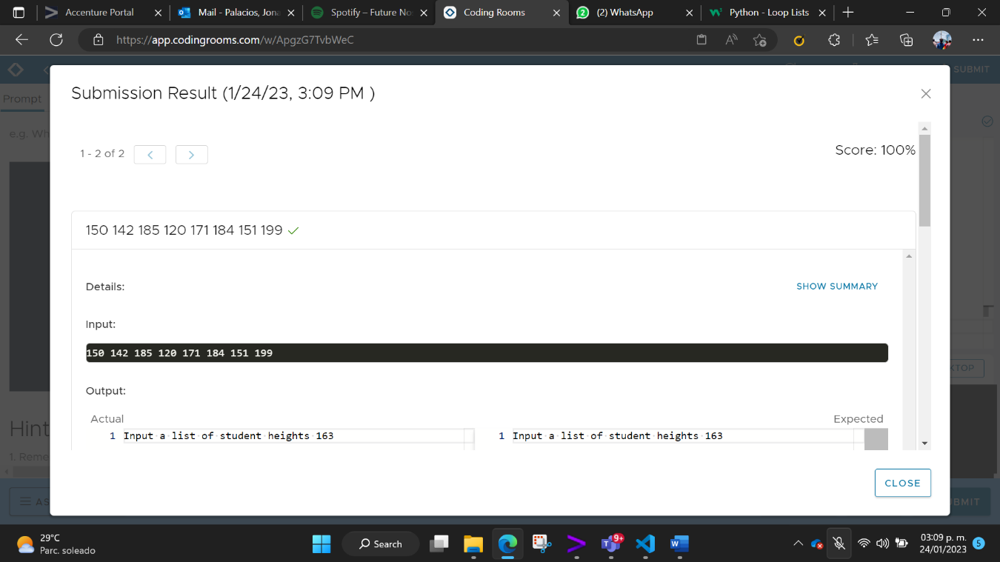 Accenture Portal
Mail - Palacios, Jona
Spotify – Future No
Coding Rooms
(2) WhatsApp
Python - Loop Lists
https://app.codingrooms.com/w/ApgzG7TvbWeC
SUBMIT
Prompt
Submission Result (1/24/23, 3:09 PM )
e.g. Wh
1 - 2 of 2
Score: 100%
150 142 185 120 171 184 151 199
Details:
SHOW SUMMARY
Input:
150 142 185 120 171 184 151 199
KTOP
Output:
Actual
Expected
1 Input a list of student heights 163
1 Input a list of student heights 163
Hint
1. Reme
CLOSE
AS
BMIT
29°C
Parc. soleado
Search
9+
03:09 p. m.
24/01/2023
5